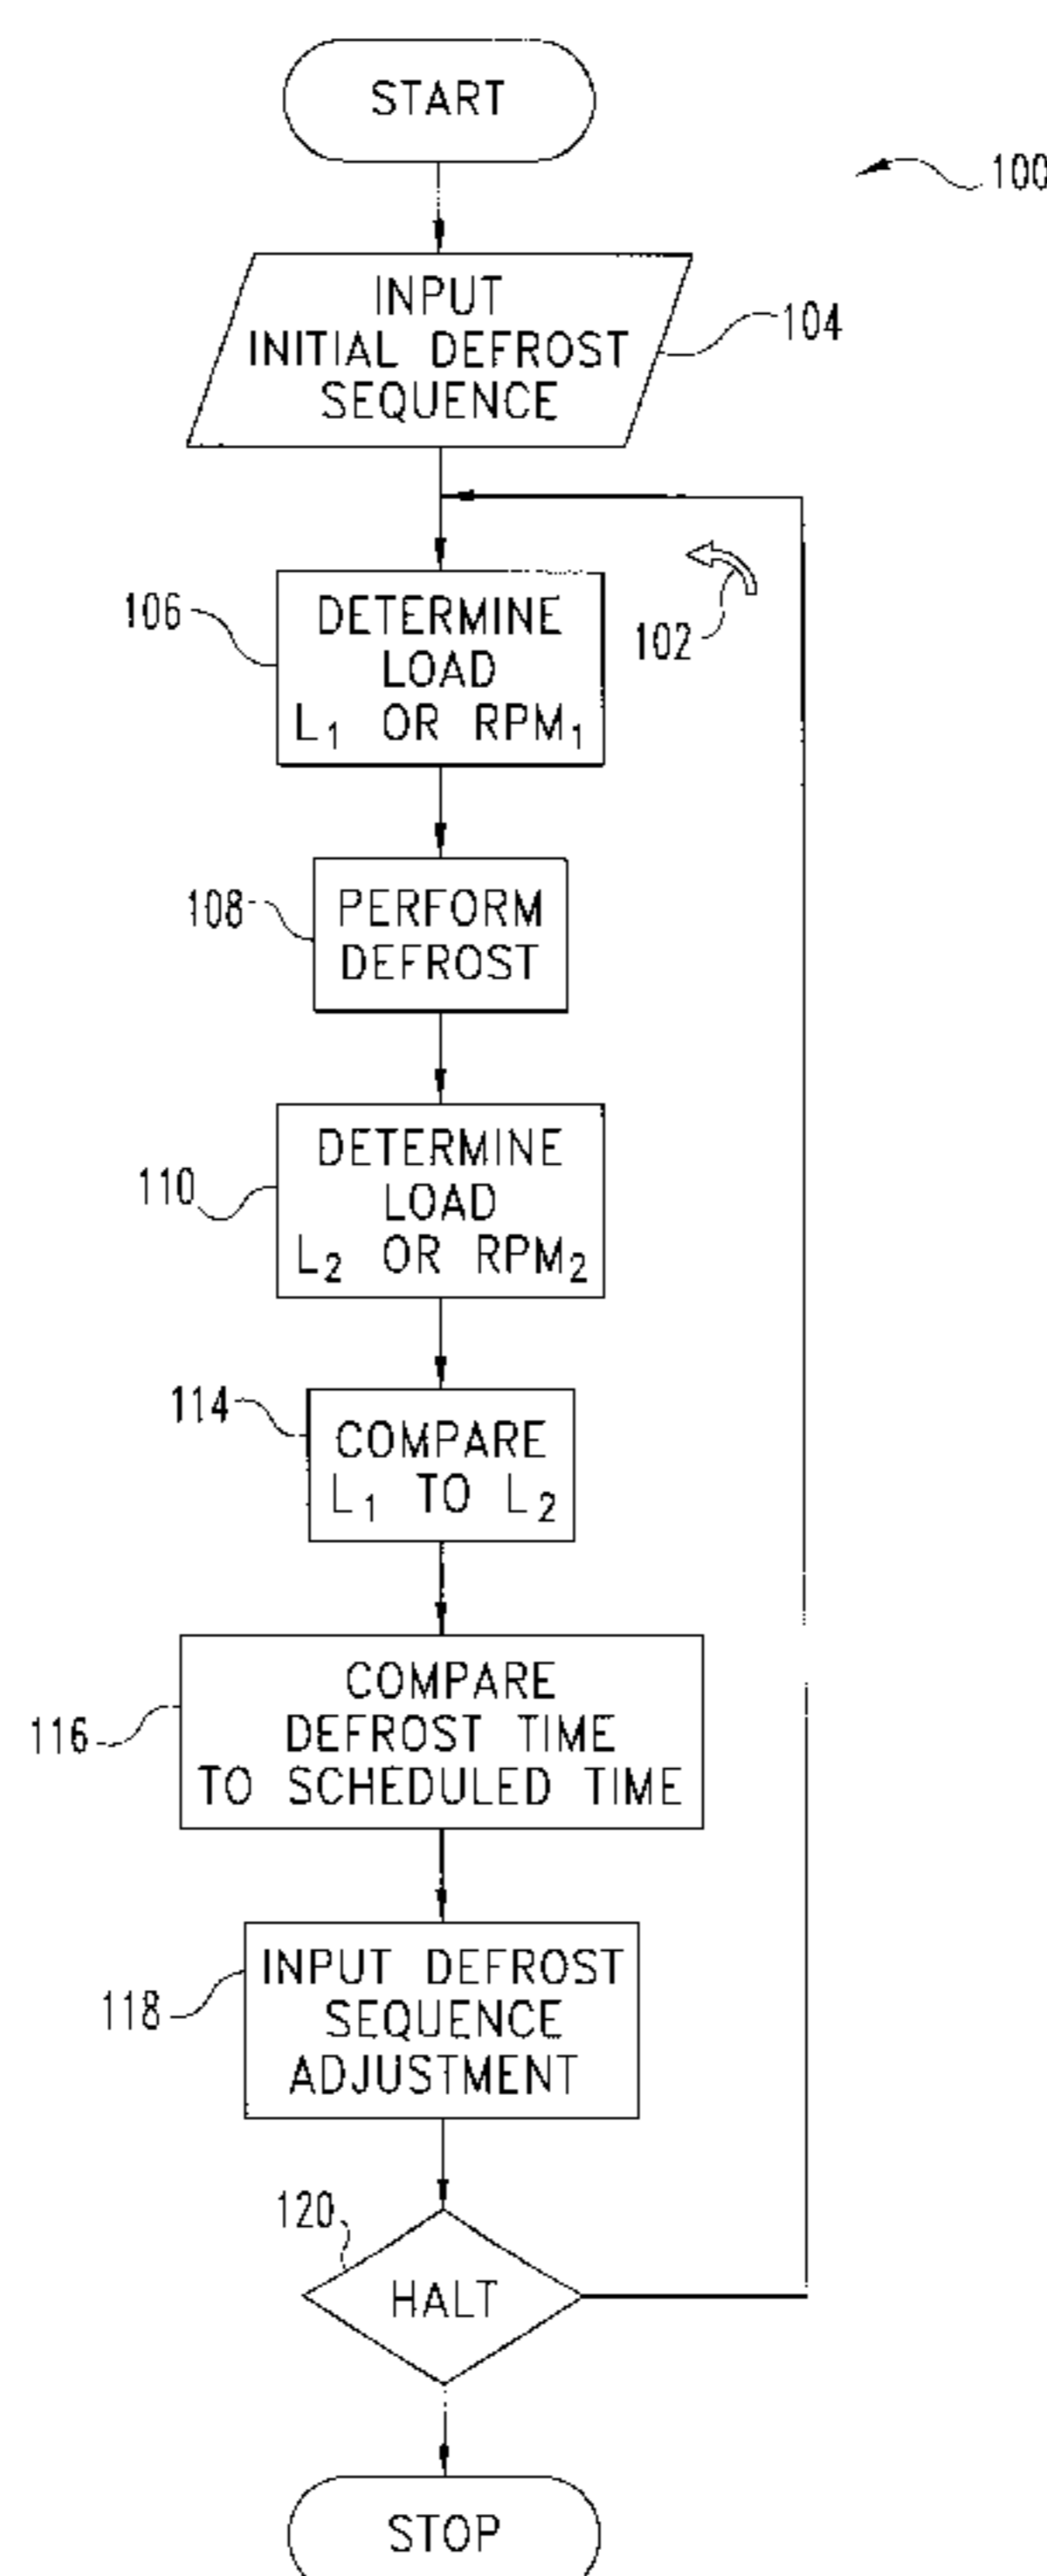 START
100
INPUT
INITIAL DEFROST
SEQUENCE
104
102
106
DETERMINE
LOAD
L₁ OR RPM₁
108
PERFORM
DEFROST
110
DETERMINE
LOAD
L₂ OR RPM₂
114
COMPARE
L₁ TO L₂
116
COMPARE
DEFROST TIME
TO SCHEDULED TIME
118
INPUT DEFROST
SEQUENCE
ADJUSTMENT
120
HALT
STOP